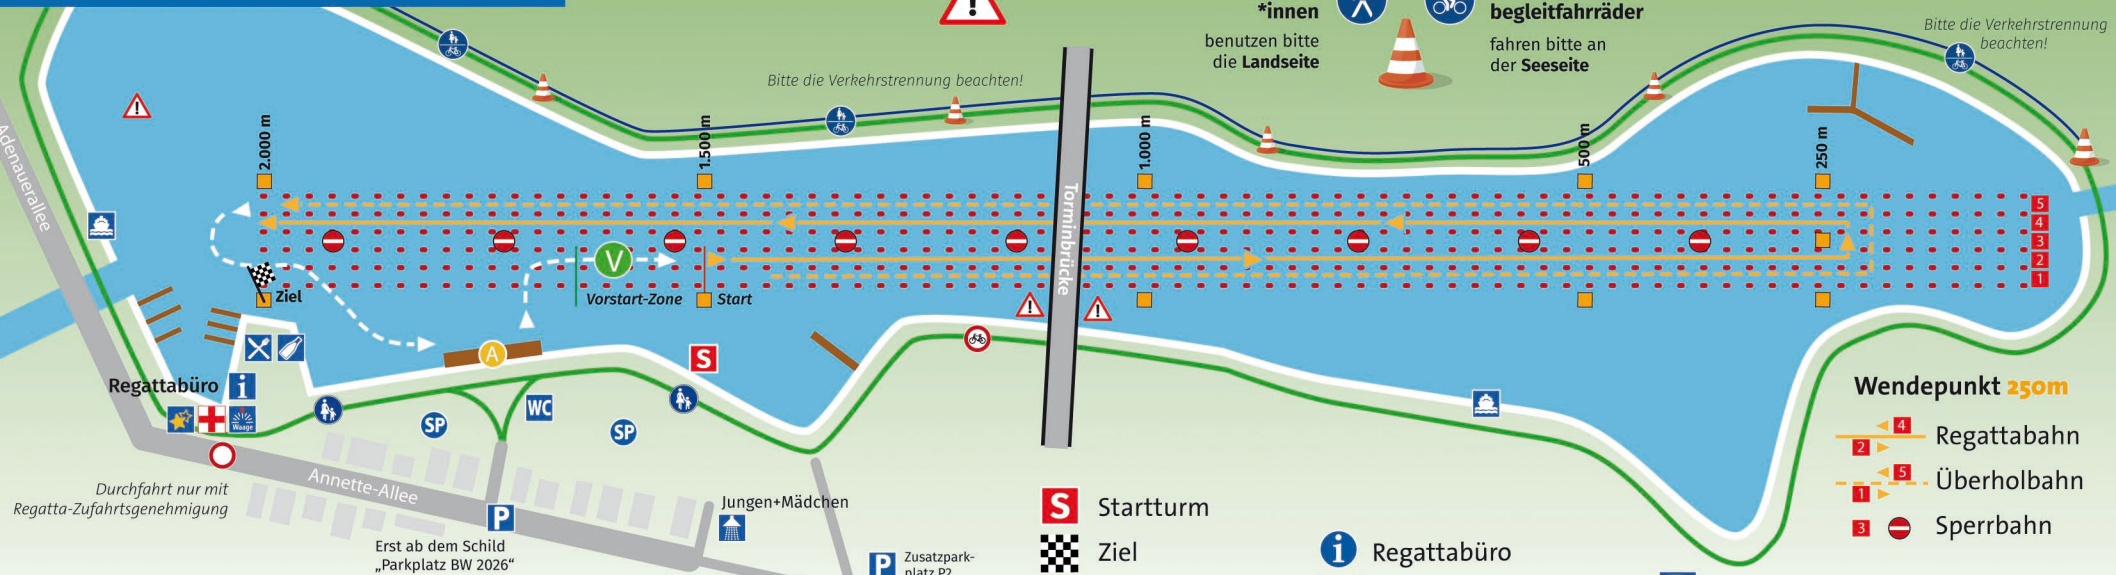 *innen
benutzen bitte
die Landseite
begleitfahrräder
fahren bitte an
der Seeseite
Bitte die Verkehrstrennung
beachten!
Bitte die Verkehrstrennung beachten!
Adenauerallee
2.000 m
1.500 m
1.000 m
500m
250 m
Torminbrücke
5
4
3
2
1
V
Ziel
Vorstart-Zone
Start
A
S
Regattabüro
i
Waage
WC
SP
SP
Annette-Allee
Durchfahrt nur mit
Regatta-Zufahrtsgenehmigung
P
Erst ab dem Schild
„Parkplatz BW 2026“
Jungen+Mädchen
P
Zusatzpark-
platz P2
S Startturm
Ziel
i Regattabüro
Wendepunkt 250m
4
2
Regattabahn
5
1
Überholbahn
3 Sperrbahn